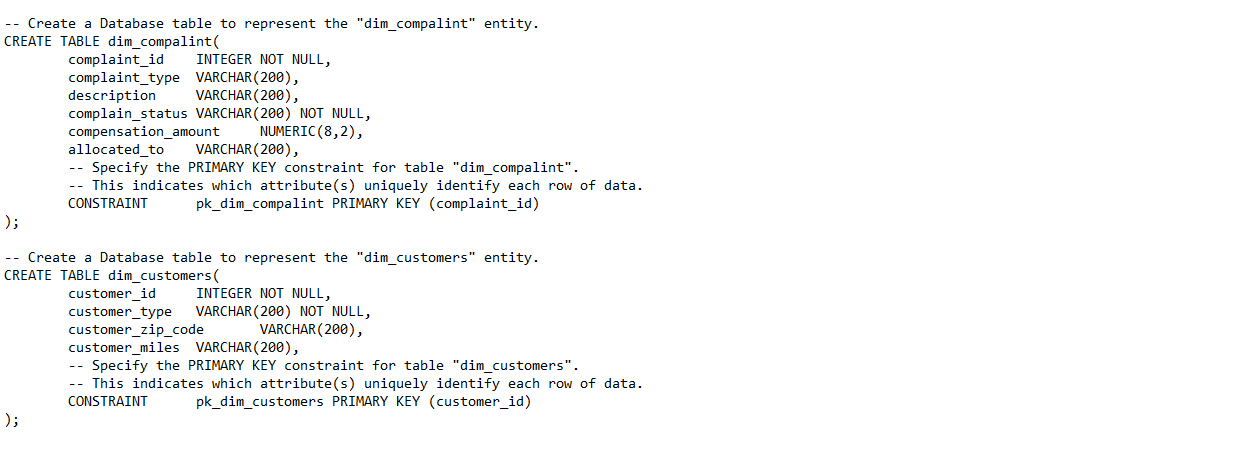 -- Create a Database table to represent the "dim_compalint" entity.
CREATE TABLE dim_compalint(
	complaint_id	INTEGER NOT NULL,
	complaint_type	VARCHAR(200),
	description	VARCHAR(200),
	complain_status	VARCHAR(200) NOT NULL,
	compensation_amount	NUMERIC(8,2),
	allocated_to	VARCHAR(200),
	-- Specify the PRIMARY KEY constraint for table "dim_compalint".
	-- This indicates which attribute(s) uniquely identify each row of data.
	CONSTRAINT	pk_dim_compalint PRIMARY KEY (complaint_id)
);

-- Create a Database table to represent the "dim_customers" entity.
CREATE TABLE dim_customers(
	customer_id	INTEGER NOT NULL,
	customer_type	VARCHAR(200) NOT NULL,
	customer_zip_code	VARCHAR(200),
	customer_miles	VARCHAR(200),
	-- Specify the PRIMARY KEY constraint for table "dim_customers".
	-- This indicates which attribute(s) uniquely identify each row of data.
	CONSTRAINT	pk_dim_customers PRIMARY KEY (customer_id)
);